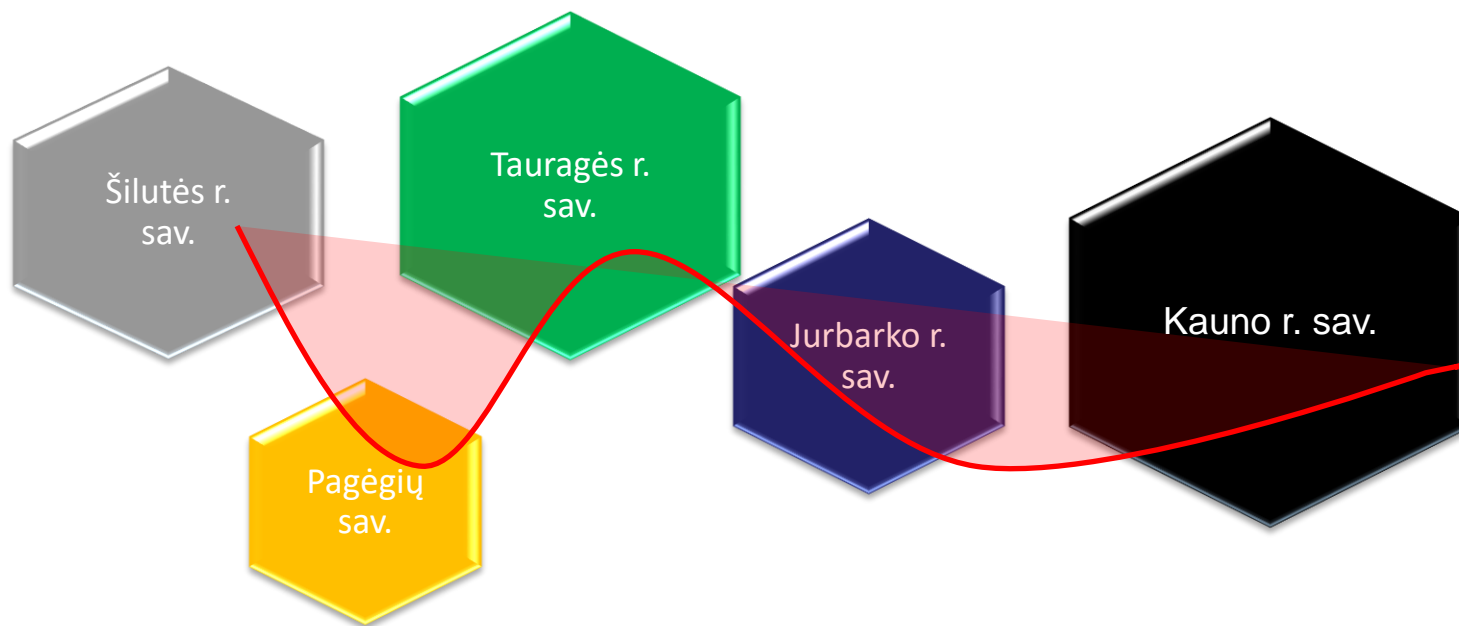 Šilutės r.
sav.
Tauragės r.
sav.
Pagėgių
sav.
Jurbarko r.
sav.
Kauno r. sav.